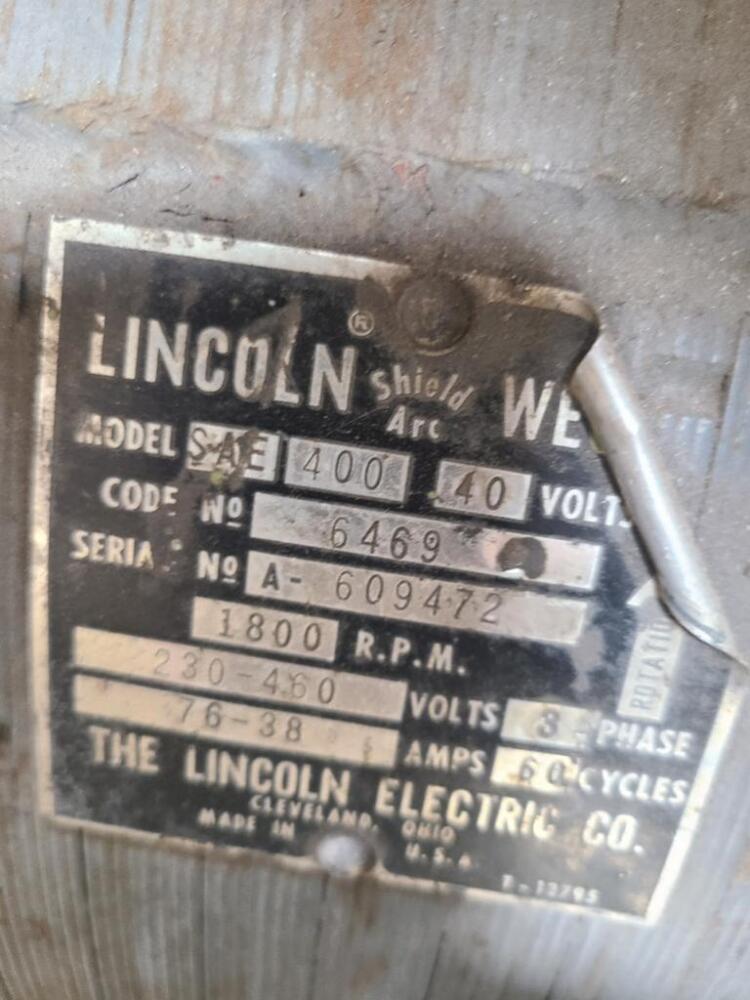 LINCOLN ® Shield Arc WE
MODEL SAE 400 40 VOLTS
CODE No 6469
SERIAL No A- 609472
1800 R.P.M.
ROTATIO
230-460 VOLTS 3 PHASE
76-38 AMPS 60 CYCLES
THE LINCOLN ELECTRIC CO.
CLEVELAND, OHIO
MADE IN U.S.A.